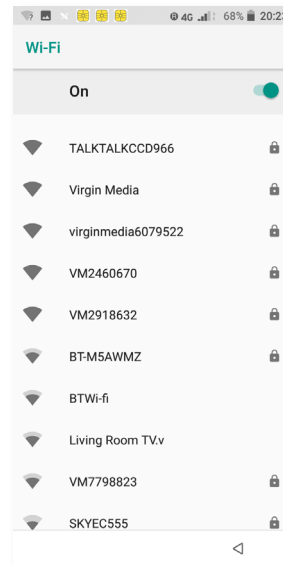 4G 68% 20:2
Wi-Fi
On
TALKTALKCCD966
Virgin Media
virginmedia6079522
VM2460670
VM2918632
BT-M5AWMZ
BTWi-fi
Living Room TV.v
VM7798823
SKYEC555